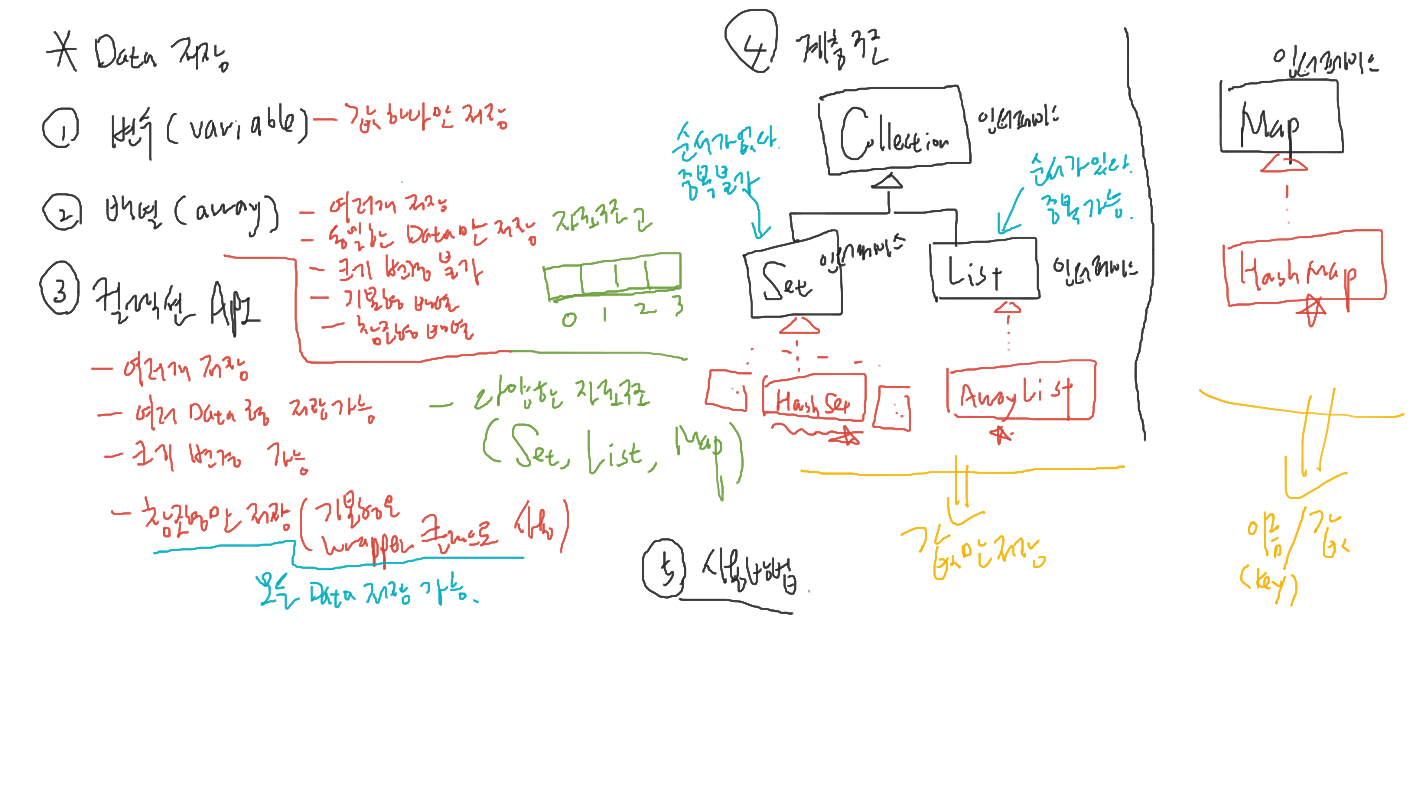 * Data 저장
① 변수 (variable) – 값 하나만 저장
② 배열 (array)
– 여러개 저장
– 동일한 Data만 저장
– 크기 변경 불가
– 기본형 배열
– 참조형 배열
자료구조
0 1 2 3
③ 컬렉션 API
– 여러개 저장
– 여러 Data형 저장가능
– 크기 변경 가능
– 참조형만 저장 (기본형은
wrapper 클래스로 사용)
모든 Data 저장 가능.
– 다양한 자료구조
(Set, List, Map)
④ 계층구조
Collection 인터페이스
순서가 없다.
중복불가
순서가 있다.
중복가능.
Set 인터페이스
List 인터페이스
HashSet
ArrayList
값만 저장
인터페이스
Map
HashMap
이름/값
(key)
⑤ 사용방법